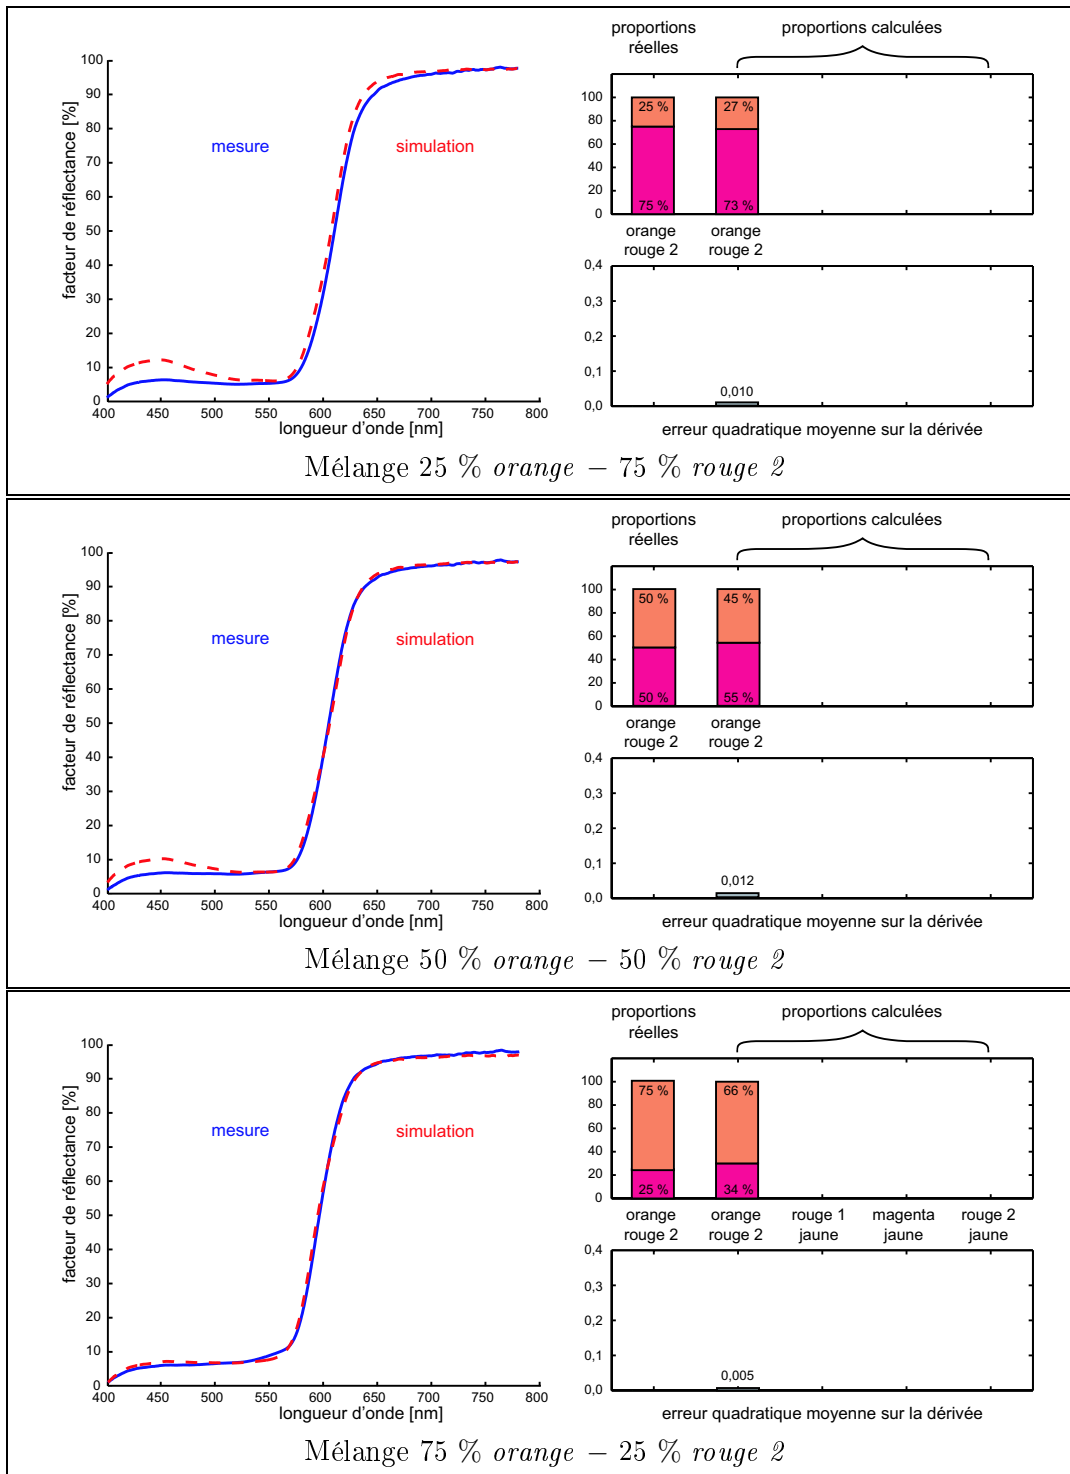 proportions réelles
proportions calculées
facteur de réflectance [%]
100
90
80
70
60
50
40
30
20
10
0
mesure
simulation
400 450 500 550 600 650 700 750 800
longueur d'onde [nm]
100
80
60
40
20
0
25 % 27 %
75 % 73 %
orange orange
rouge 2 rouge 2
0,4
0,3
0,2
0,1
0,0
0,010
erreur quadratique moyenne sur la dérivée
Mélange 25 % orange – 75 % rouge 2
proportions réelles
proportions calculées
facteur de réflectance [%]
100
90
80
70
60
50
40
30
20
10
0
mesure
simulation
400 450 500 550 600 650 700 750 800
longueur d'onde [nm]
100
80
60
40
20
0
50 % 45 %
50 % 55 %
orange orange
rouge 2 rouge 2
0,4
0,3
0,2
0,1
0,0
0,012
erreur quadratique moyenne sur la dérivée
Mélange 50 % orange – 50 % rouge 2
proportions réelles
proportions calculées
facteur de réflectance [%]
100
90
80
70
60
50
40
30
20
10
0
mesure
simulation
400 450 500 550 600 650 700 750 800
longueur d'onde [nm]
100
80
60
40
20
0
75 % 66 %
25 % 34 %
orange orange rouge 1 magenta rouge 2
rouge 2 rouge 2 jaune jaune jaune
0,4
0,3
0,2
0,1
0,0
0,005
erreur quadratique moyenne sur la dérivée
Mélange 75 % orange – 25 % rouge 2